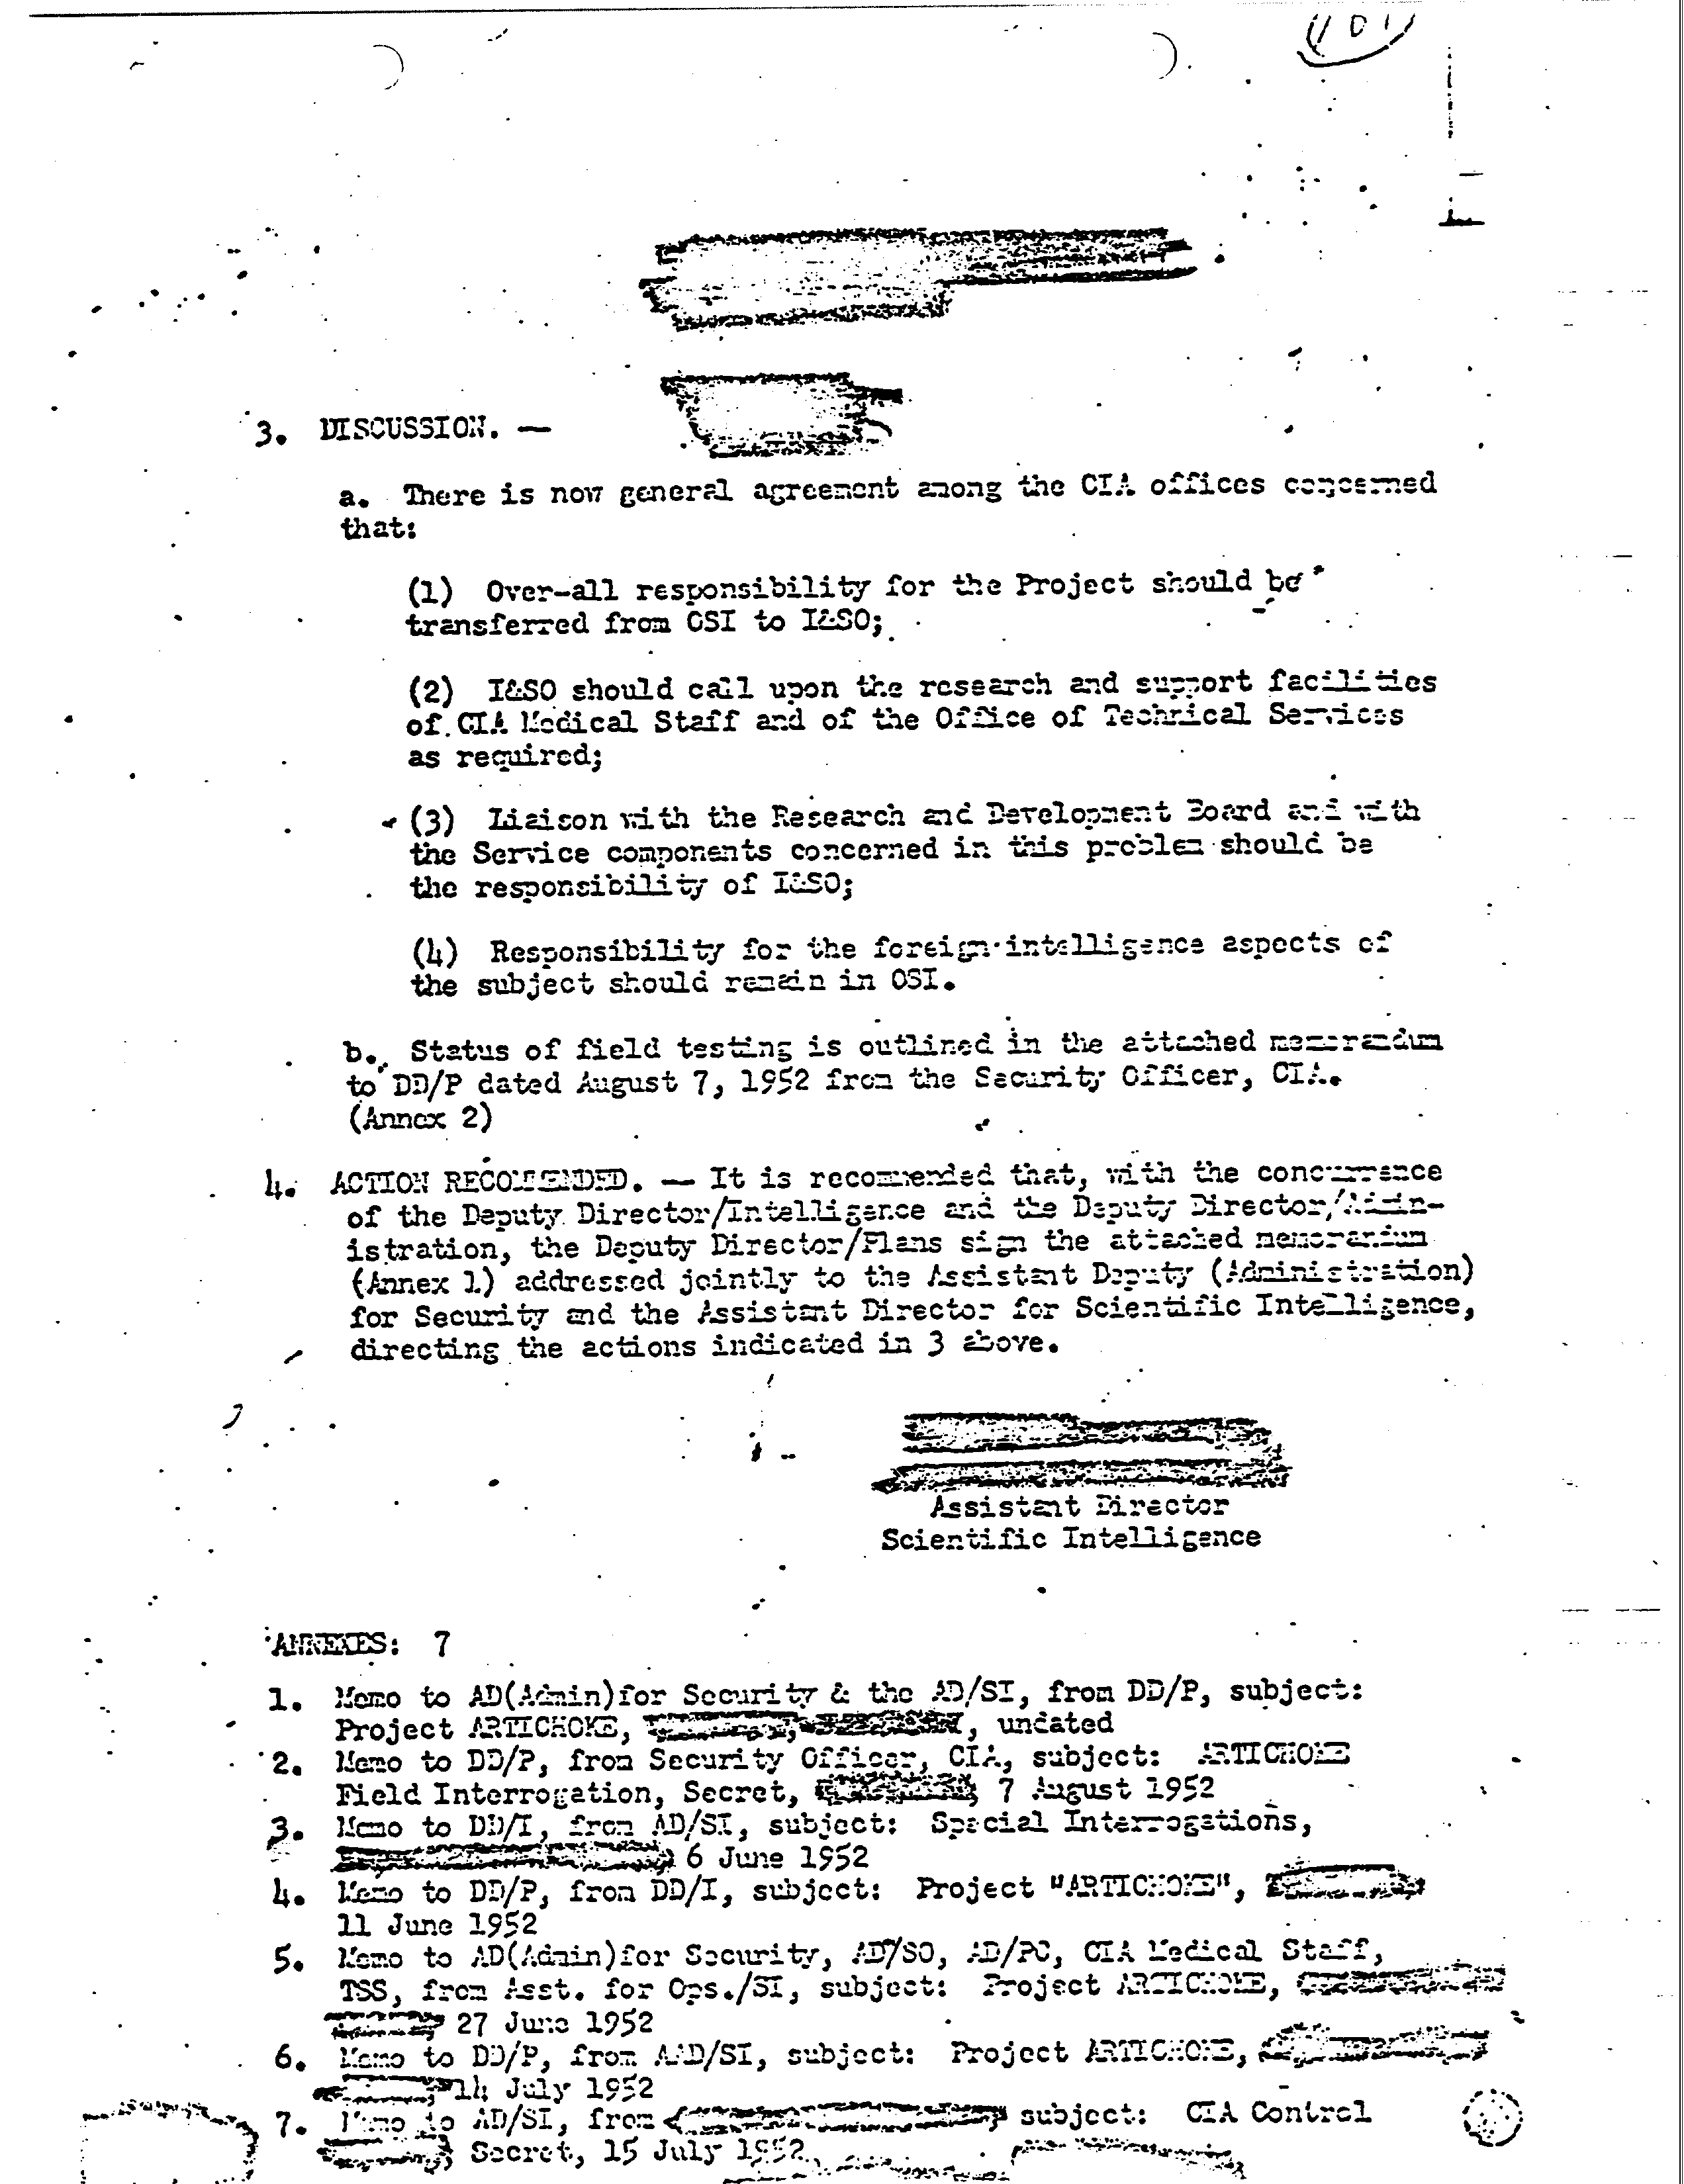 3. DISCUSSION. —
a. There is now general agreement among the CIA offices concerned
that:
(1) Over-all responsibility for the Project should be
transferred from OSI to I&SO;
(2) I&SO should call upon the research and support facilities
of CIA Medical Staff and of the Office of Technical Services
as required;
(3) Liaison with the Research and Development Board and with
the Service components concerned in this problem should be
the responsibility of I&SO;
(4) Responsibility for the foreign intelligence aspects of
the subject should remain in OSI.
b. Status of field testing is outlined in the attached memorandum
to DD/P dated August 7, 1952 from the Security Officer, CIA.
(Annex 2)
4. ACTION RECOMMENDED. — It is recommended that, with the concurrence
of the Deputy Director/Intelligence and the Deputy Director/Admin-
istration, the Deputy Director/Plans sign the attached memorandum
(Annex 1) addressed jointly to the Assistant Deputy (Administration)
for Security and the Assistant Director for Scientific Intelligence,
directing the actions indicated in 3 above.
Assistant Director
Scientific Intelligence
ANNEXES: 7
1. Memo to AD(Admin)for Security & the AD/SI, from DD/P, subject:
Project ARTICHOKE, , undated
2. Memo to DD/P, from Security Officer, CIA, subject: ARTICHOKE
Field Interrogation, Secret, 7 August 1952
3. Memo to DD/I, from AD/SI, subject: Special Interrogations,
6 June 1952
4. Memo to DD/P, from DD/I, subject: Project "ARTICHOKE",
11 June 1952
5. Memo to AD(Admin)for Security, AD/SO, AD/PC, CIA Medical Staff,
TSS, from Asst. for Ops./SI, subject: Project ARTICHOKE,
27 June 1952
6. Memo to DD/P, from AAD/SI, subject: Project ARTICHOKE,
14 July 1952
7. Memo to AD/SI, from subject: CIA Control
Secret, 15 July 1952